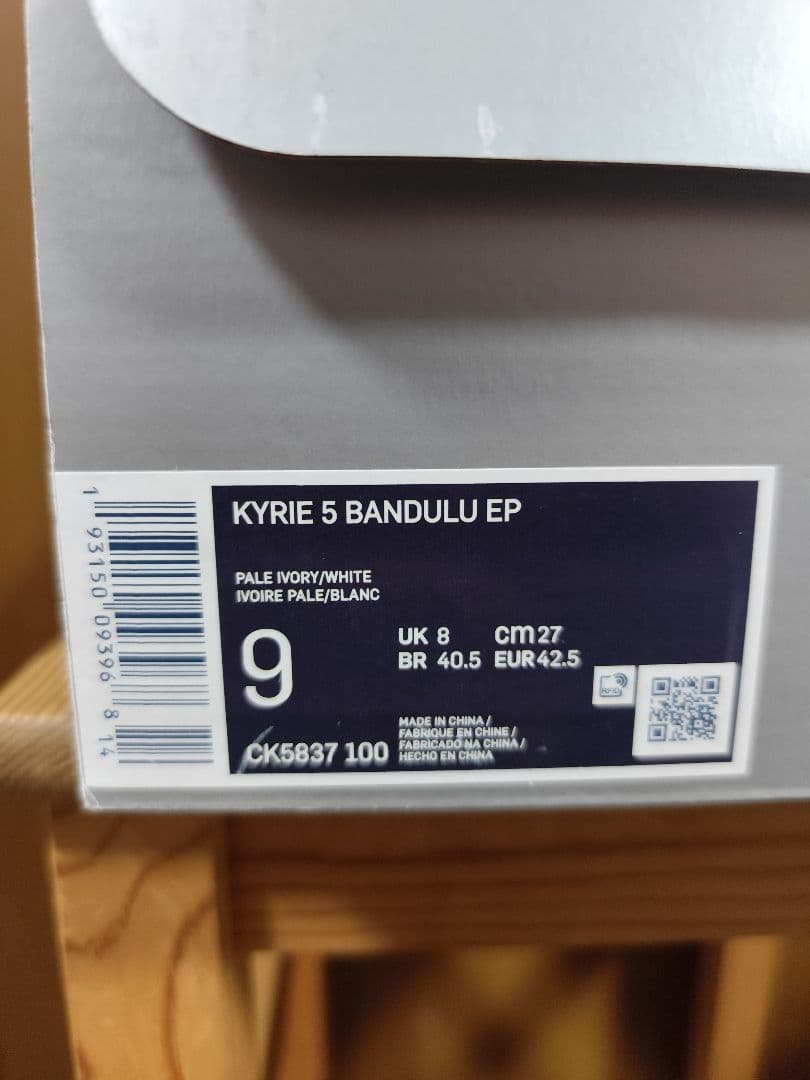 KYRIE 5 BANDULU EP
PALE IVORY/WHITE
IVOIRE PALE/BLANC
9
UK 8 cm 27
BR 40.5 EUR 42.5
RFID
CK5837 100
MADE IN CHINA /
FABRIQUE EN CHINE /
FABRICADO NA CHINA /
HECHO EN CHINA
1 93150 09396 8 14